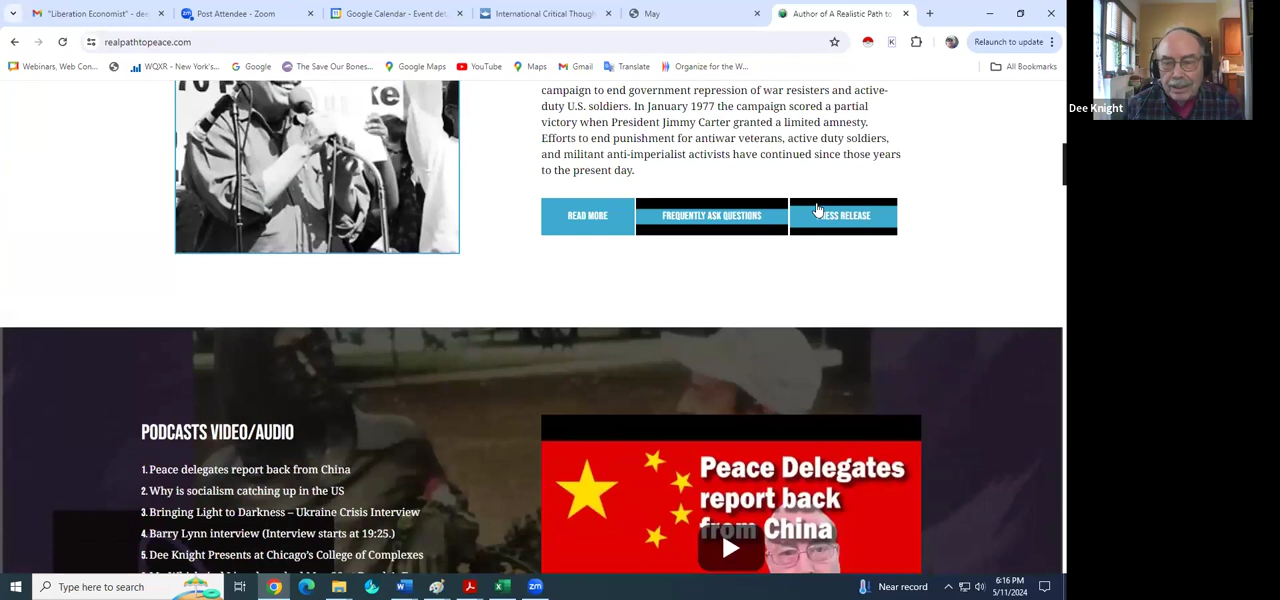 "Liberation Economist" - dee
Post Attendee - Zoom
Google Calendar - Event det
International Critical Though
May
Author of A Realistic Path to
realpathtopeace.com
Relaunch to update
Webinars, Web Con...
WQXR - New York's...
Google
The Save Our Bones...
Google Maps
YouTube
Maps
Gmail
Translate
Organize for the W...
All Bookmarks
Dee Knight
campaign to end government repression of war resisters and active-
duty U.S. soldiers. In January 1977 the campaign scored a partial
victory when President Jimmy Carter granted a limited amnesty.
Efforts to end punishment for antiwar veterans, active duty soldiers,
and militant anti-imperialist activists have continued since those years
to the present day.
READ MORE
FREQUENTLY ASK QUESTIONS
RELEASE
PODCASTS VIDEO/AUDIO
1. Peace delegates report back from China
2. Why is socialism catching up in the US
3. Bringing Light to Darkness – Ukraine Crisis Interview
4. Barry Lynn interview (Interview starts at 19:25.)
5. Dee Knight Presents at Chicago's College of Complexes
Peace Delegates
report back
from China
Type here to search
Near record
6:16 PM
5/11/2024